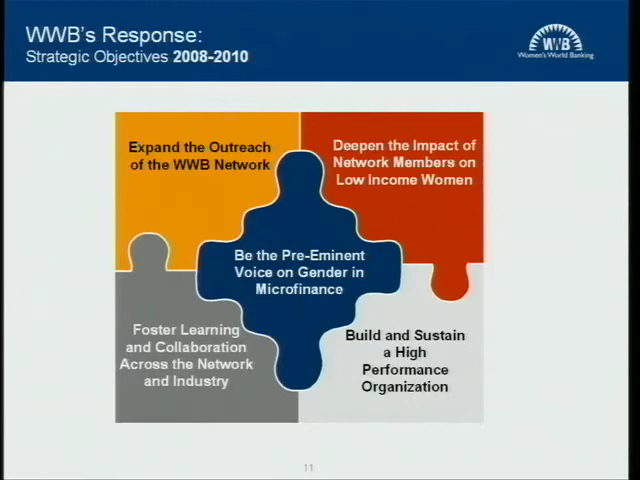 WWB's Response:
Strategic Objectives 2008-2010
WWB
Women's World Banking
Expand the Outreach
of the WWB Network
Deepen the Impact of
Network Members on
Low Income Women
Be the Pre-Eminent
Voice on Gender in
Microfinance
Foster Learning
and Collaboration
Across the Network
and Industry
Build and Sustain
a High
Performance
Organization
11